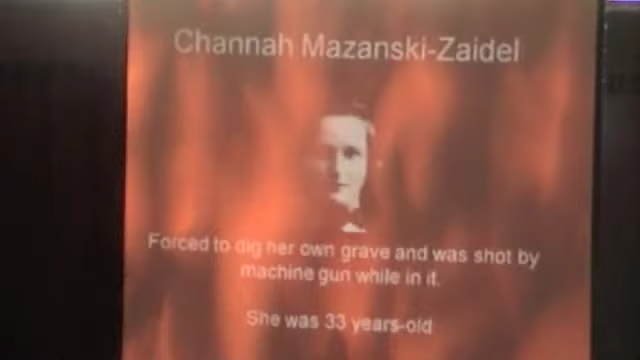 Channah Mazanski-Zaidel
Forced to dig her own grave and was shot by
machine gun while in it.
She was 33 years-old